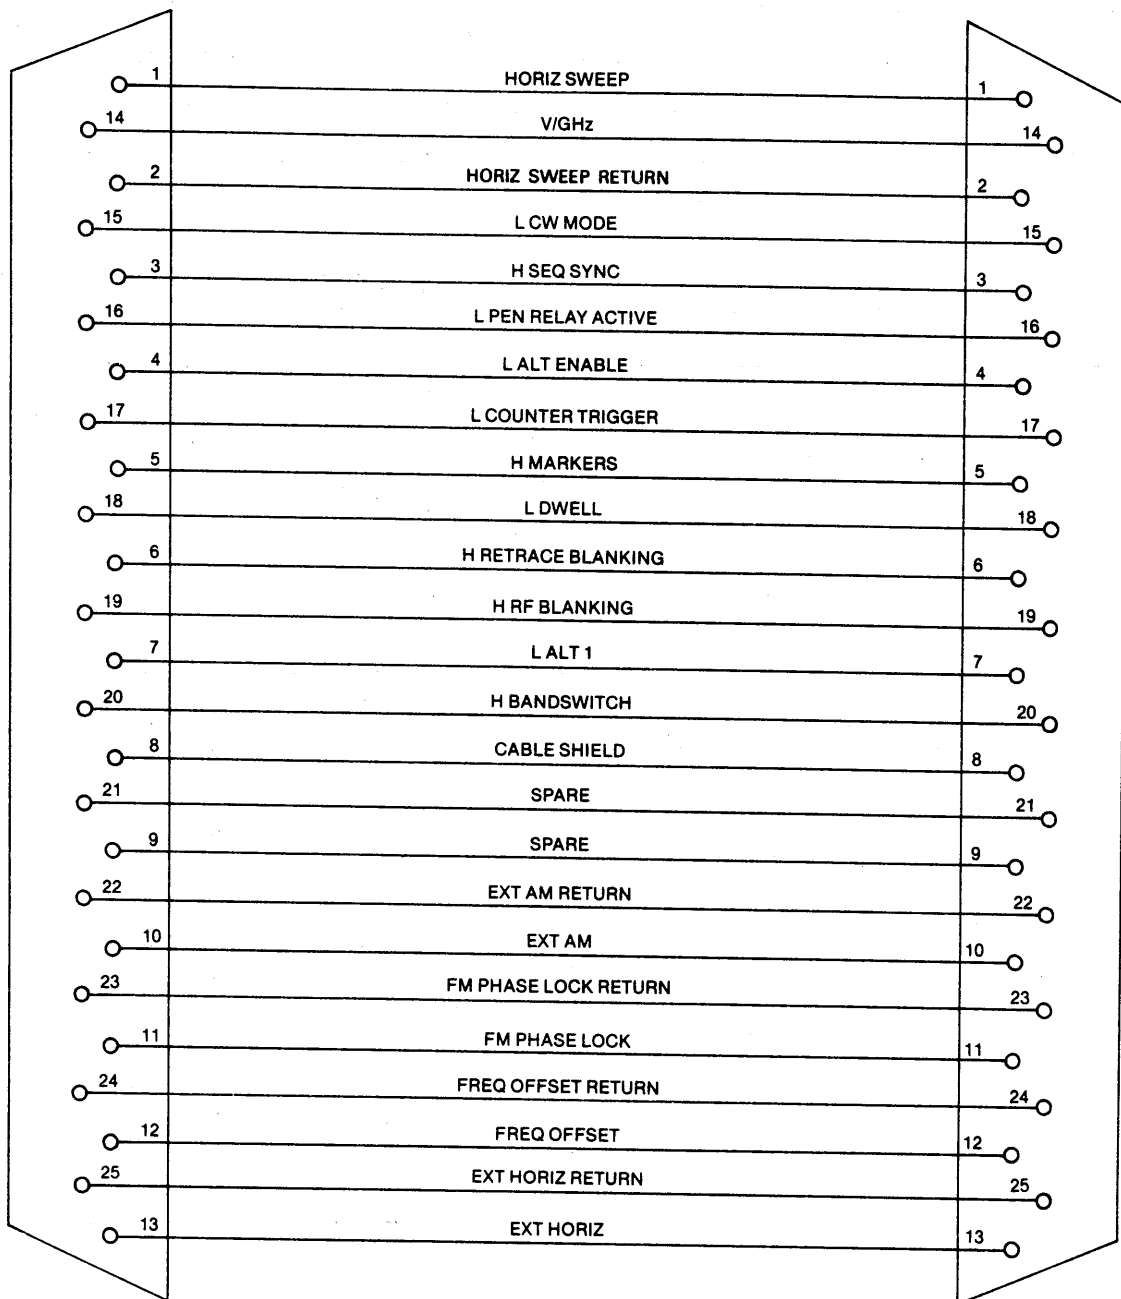 1 HORIZ SWEEP 1
14 V/GHz 14
2 HORIZ SWEEP RETURN 2
15 L CW MODE 15
3 H SEQ SYNC 3
16 L PEN RELAY ACTIVE 16
4 L ALT ENABLE 4
17 L COUNTER TRIGGER 17
5 H MARKERS 5
18 L DWELL 18
6 H RETRACE BLANKING 6
19 H RF BLANKING 19
7 L ALT 1 7
20 H BANDSWITCH 20
8 CABLE SHIELD 8
21 SPARE 21
9 SPARE 9
22 EXT AM RETURN 22
10 EXT AM 10
23 FM PHASE LOCK RETURN 23
11 FM PHASE LOCK 11
24 FREQ OFFSET RETURN 24
12 FREQ OFFSET 12
25 EXT HORIZ RETURN 25
13 EXT HORIZ 13